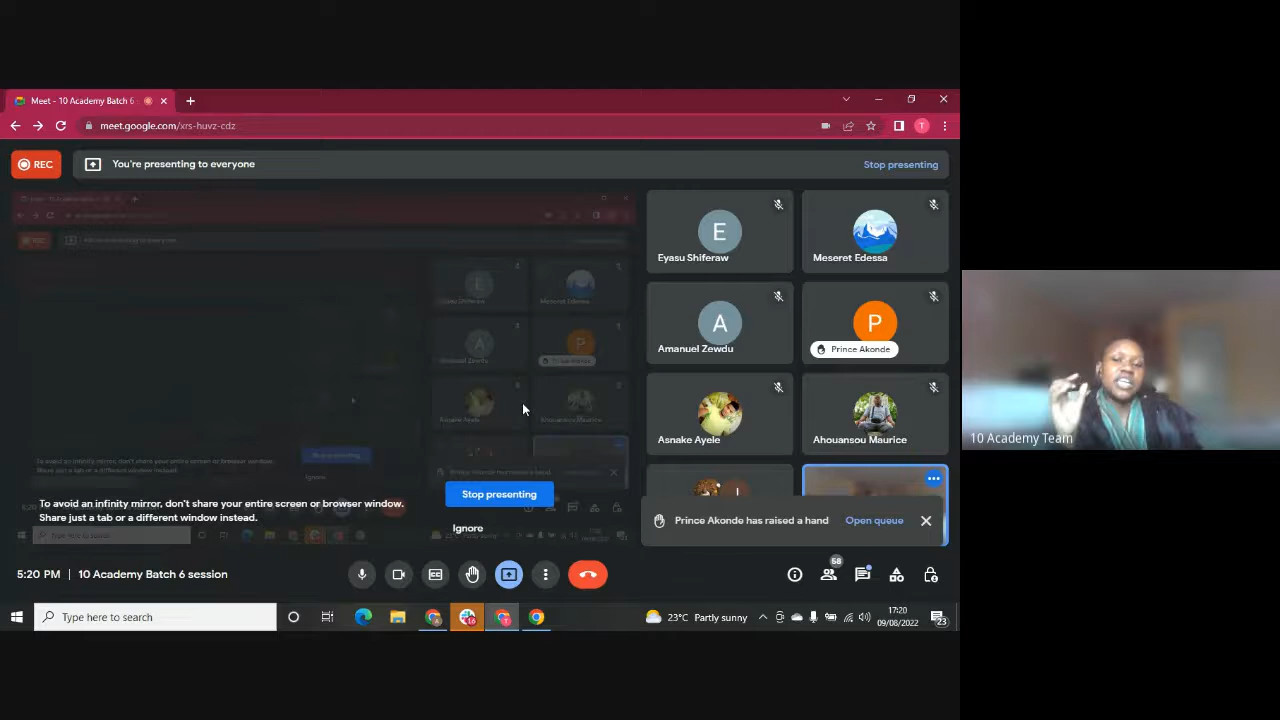 Meet - 10 Academy Batch 6
meet.google.com/xrs-huvz-cdz
REC
You're presenting to everyone
Stop presenting
E
Eyasu Shiferaw
Meseret Edessa
A
Amanuel Zewdu
P
Prince Akonde
Asnake Ayele
Ahouansou Maurice
Prince Akonde has raised a hand
Open queue
To avoid an infinity mirror, don't share your entire screen or browser window.
Share just a tab or a different window instead.
Stop presenting
Ignore
5:20 PM | 10 Academy Batch 6 session
58
Type here to search
23°C Partly sunny
17:20
09/08/2022
23
10 Academy Team